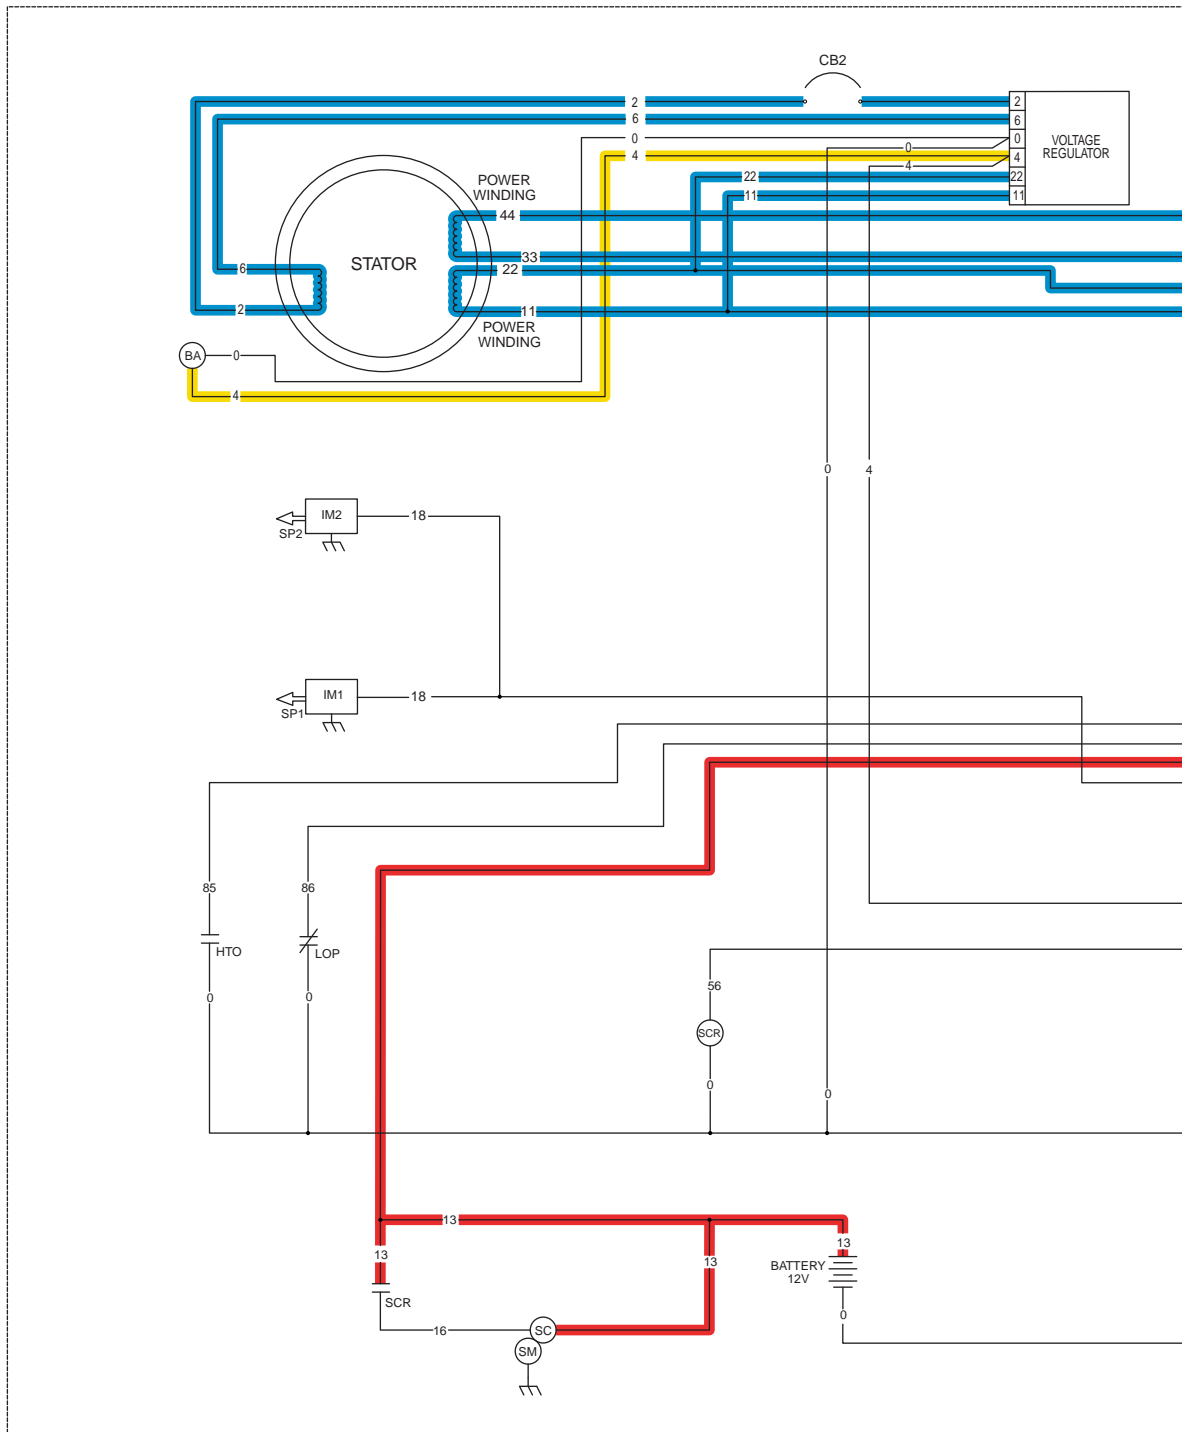 CB2
2
2
6
6
0
0
0
VOLTAGE
REGULATOR
4
4
4
22
22
11
11
POWER
WINDING
44
33
22
STATOR
6
2
11
POWER
WINDING
BA
0
4
0
4
IM2
18
SP2
IM1
18
SP1
85
86
HTO
LOP
0
0
56
SCR
0
0
13
13
13
13
BATTERY
12V
SCR
0
16
SC
SM